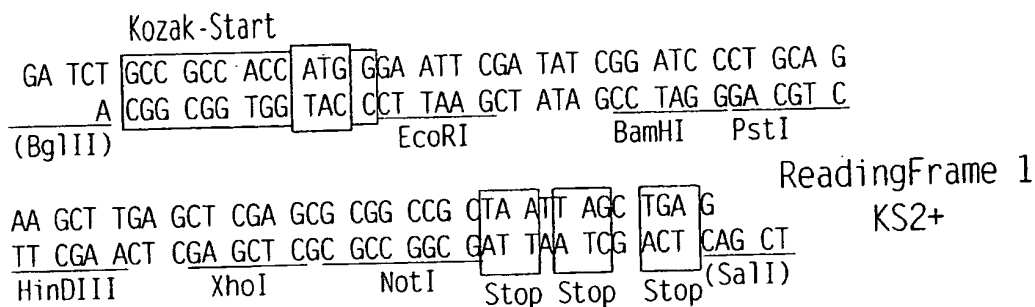 Kozak-Start
GA TCT GCC GCC ACC ATG GGA ATT CGA TAT CGG ATC CCT GCA G
A CGG CGG TGG TAC CCT TAA GCT ATA GCC TAG GGA CGT C
(BglII) EcoRI BamHI PstI
ReadingFrame 1
KS2+
AA GCT TGA GCT CGA GCG CGG CCG CTA ATT AGC TGA G
TT CGA ACT CGA GCT CGC GCC GGC GAT TAA TCG ACT CAG CT
HinDIII XhoI NotI Stop Stop Stop (SalI)